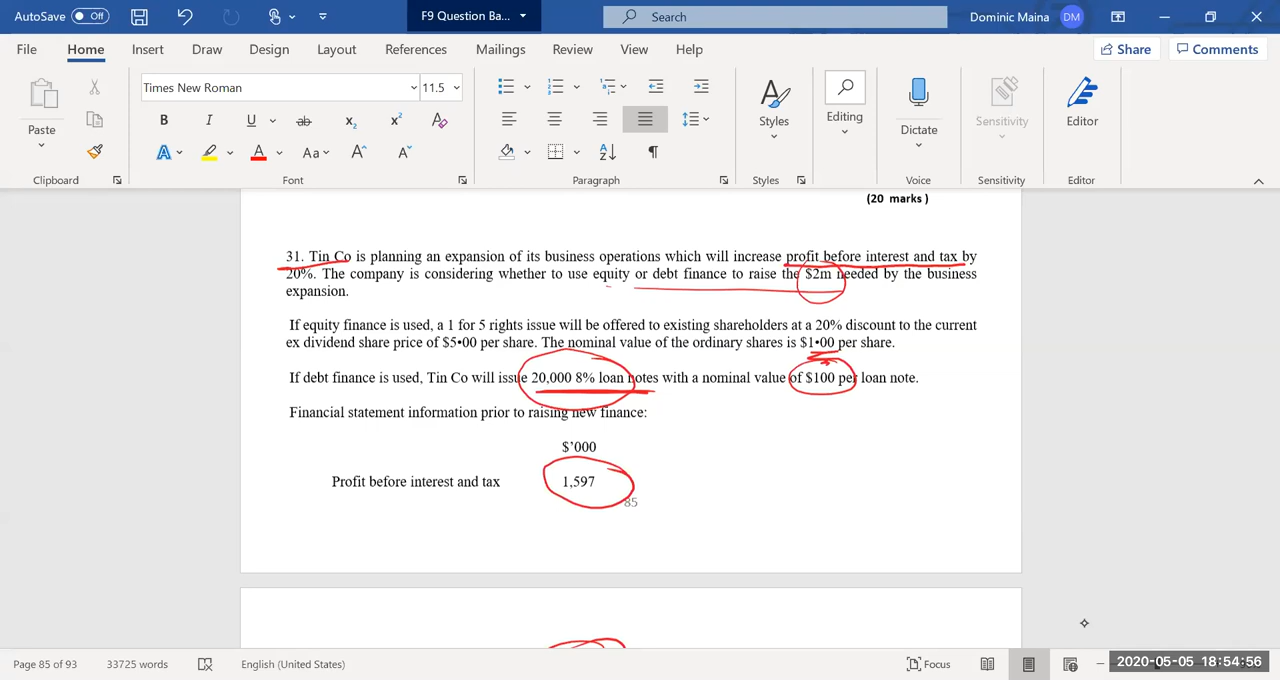 AutoSave Off F9 Question Ba... Search Dominic Maina DM
File Home Insert Draw Design Layout References Mailings Review View Help Share Comments
Times New Roman 11.5
Paste Styles Editing Dictate Sensitivity Editor
B I U ab x₂ x² A
A A Aa A A
Clipboard Font Paragraph Styles Voice Sensitivity Editor
(20 marks )
31. Tin Co is planning an expansion of its business operations which will increase profit before interest and tax by
20%. The company is considering whether to use equity or debt finance to raise the $2m needed by the business
expansion.
If equity finance is used, a 1 for 5 rights issue will be offered to existing shareholders at a 20% discount to the current
ex dividend share price of $5•00 per share. The nominal value of the ordinary shares is $1•00 per share.
If debt finance is used, Tin Co will issue 20,000 8% loan notes with a nominal value of $100 per loan note.
Financial statement information prior to raising new finance:
$’000
Profit before interest and tax 1,597
85
Page 85 of 93 33725 words English (United States) Focus 2020-05-05 18:54:56